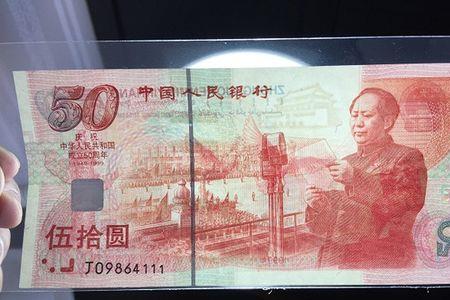 50
中国人民银行
庆祝
中华人民共和国
成立50周年
1949-1999
伍拾圆
J09864111